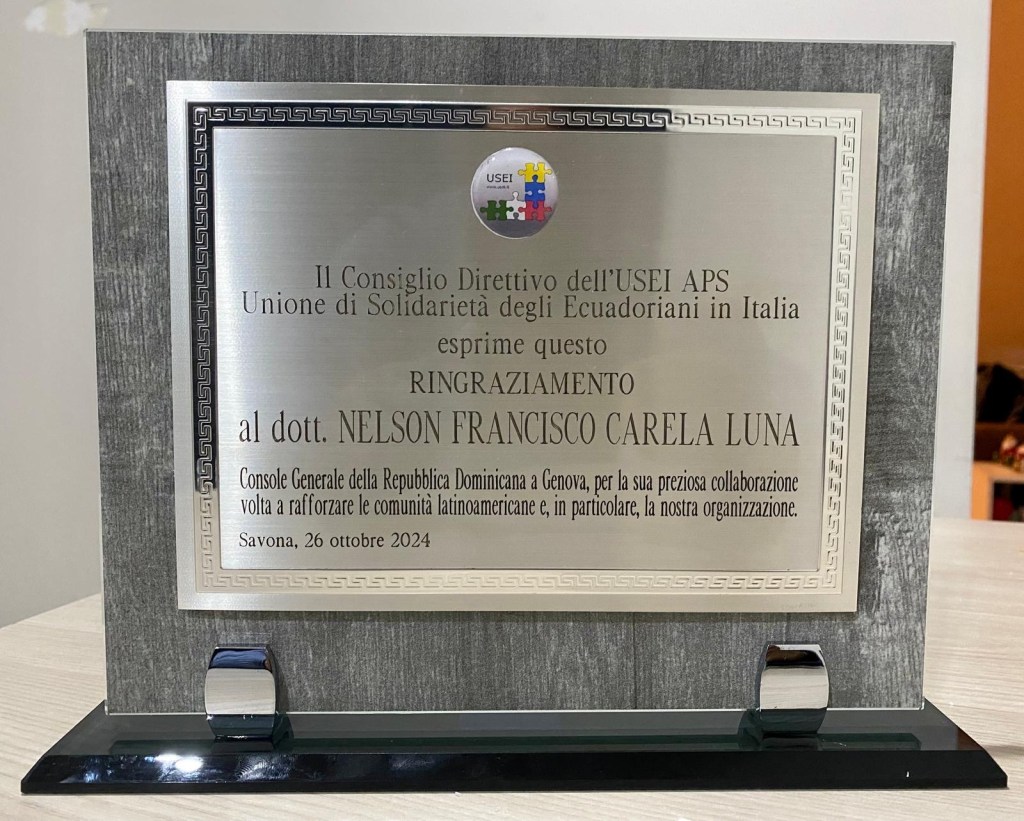 USEI
Il Consiglio Direttivo dell'USEI APS
Unione di Solidarietà degli Ecuadoriani in Italia
esprime questo
RINGRAZIAMENTO
al dott. NELSON FRANCISCO CARELA LUNA
Console Generale della Repubblica Dominicana a Genova, per la sua preziosa collaborazione
volta a rafforzare le comunità latinoamericane e, in particolare, la nostra organizzazione.
Savona, 26 ottobre 2024